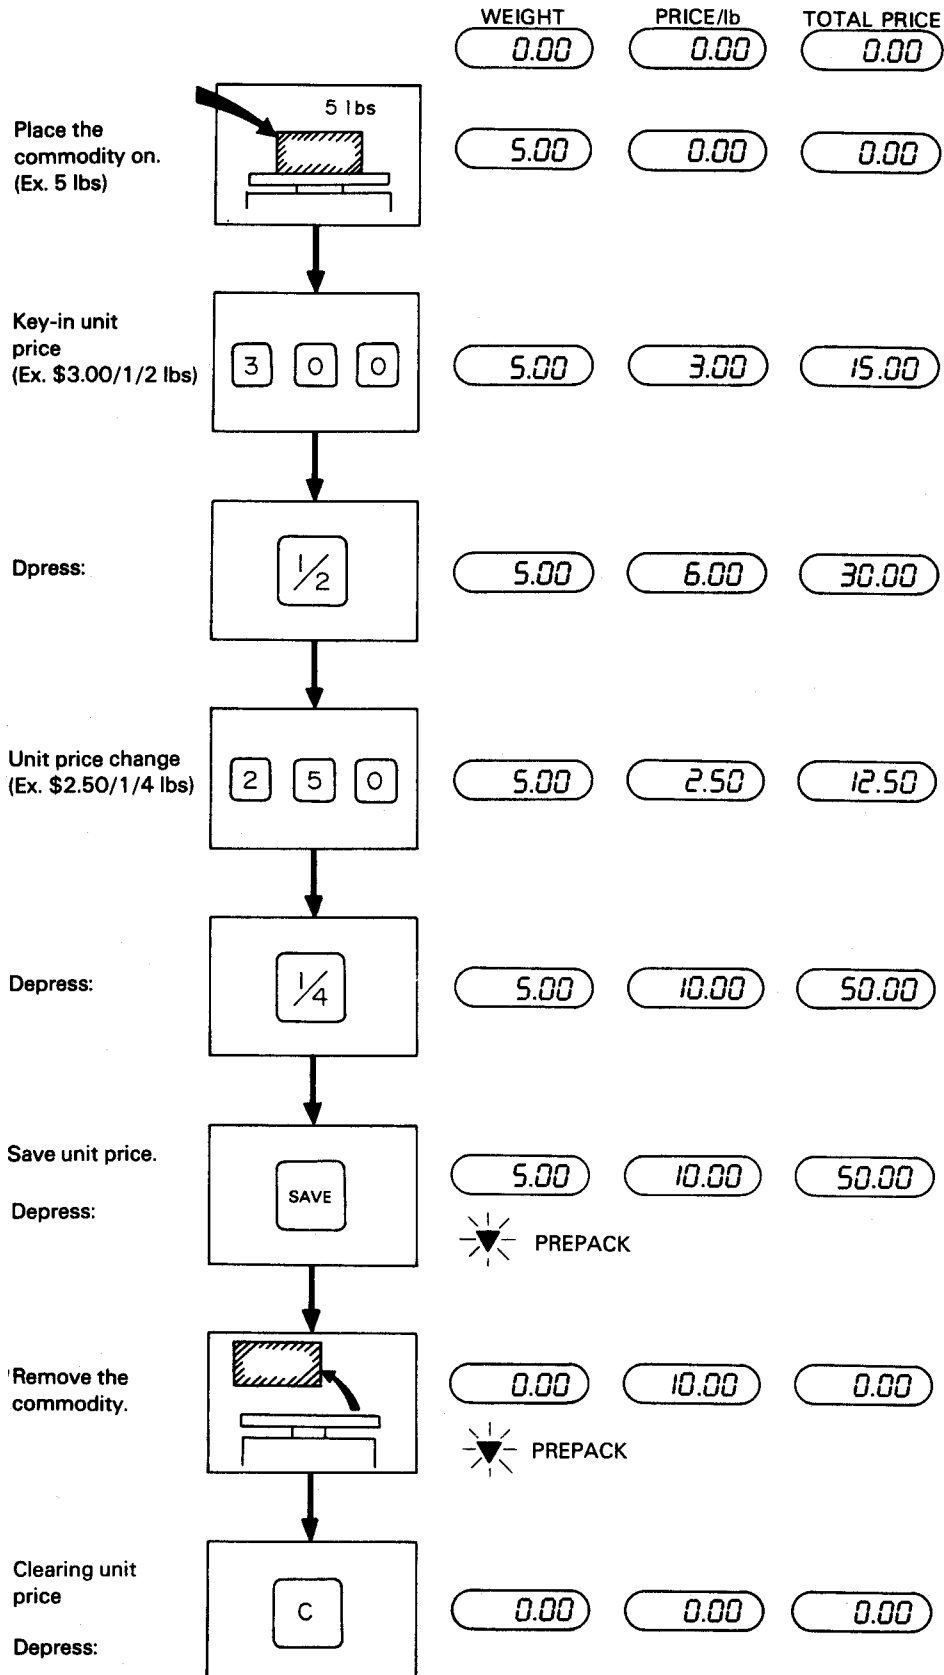 WEIGHT PRICE/lb TOTAL PRICE
0.00 0.00 0.00
5 lbs
Place the
commodity on.
(Ex. 5 lbs)
5.00 0.00 0.00
Key-in unit
price
(Ex. $3.00/1/2 lbs)
3 0 0
5.00 3.00 15.00
Dpress:
1/2
5.00 6.00 30.00
Unit price change
(Ex. $2.50/1/4 lbs)
2 5 0
5.00 2.50 12.50
Depress:
1/4
5.00 10.00 50.00
Save unit price.
Depress:
SAVE
5.00 10.00 50.00
PREPACK
Remove the
commodity.
0.00 10.00 0.00
PREPACK
Clearing unit
price
Depress:
C
0.00 0.00 0.00